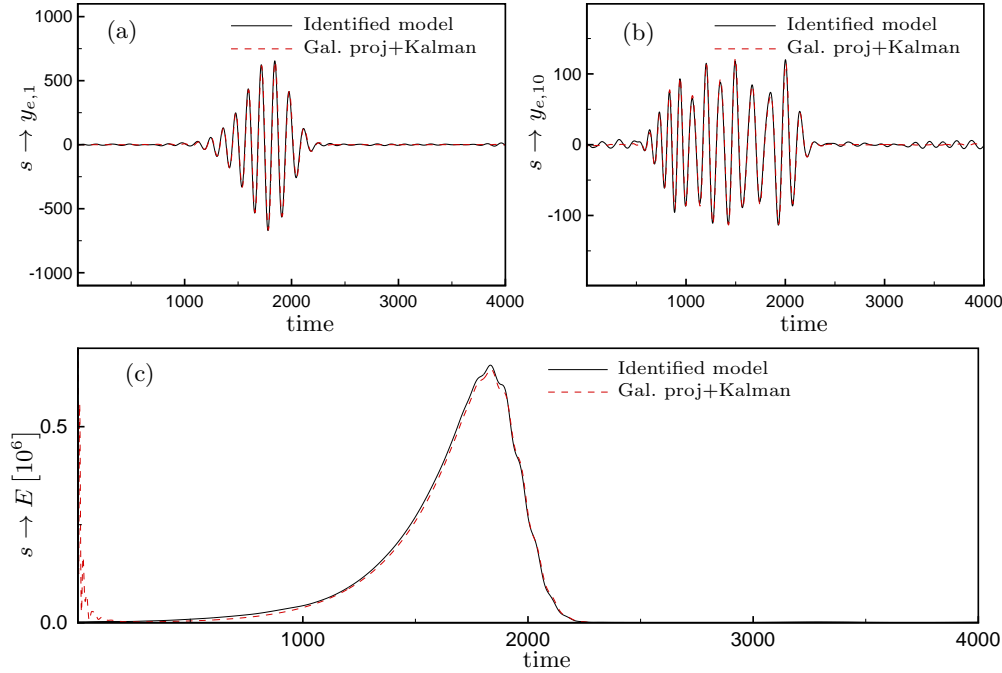 (a)
Identified model
Gal. proj+Kalman
1000
500
0
-500
-1000
s → y_{e,1}
1000 2000 3000 4000
time
(b)
Identified model
Gal. proj+Kalman
100
0
-100
s → y_{e,10}
1000 2000 3000 4000
time
(c)
Identified model
Gal. proj+Kalman
0.5
0.0
s → E [10^6]
1000 2000 3000 4000
time